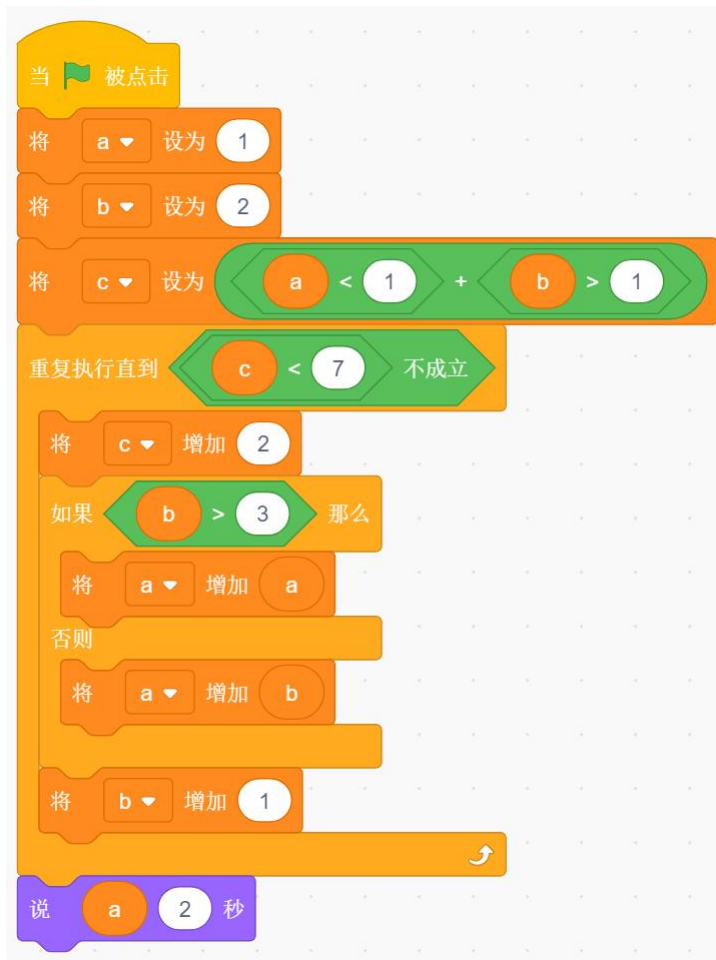 当 被点击
将 a 设为 1
将 b 设为 2
将 c 设为 a < 1 + b > 1
重复执行直到 c < 7 不成立
将 c 增加 2
如果 b > 3 那么
将 a 增加 a
否则
将 a 增加 b
将 b 增加 1
说 a 2 秒